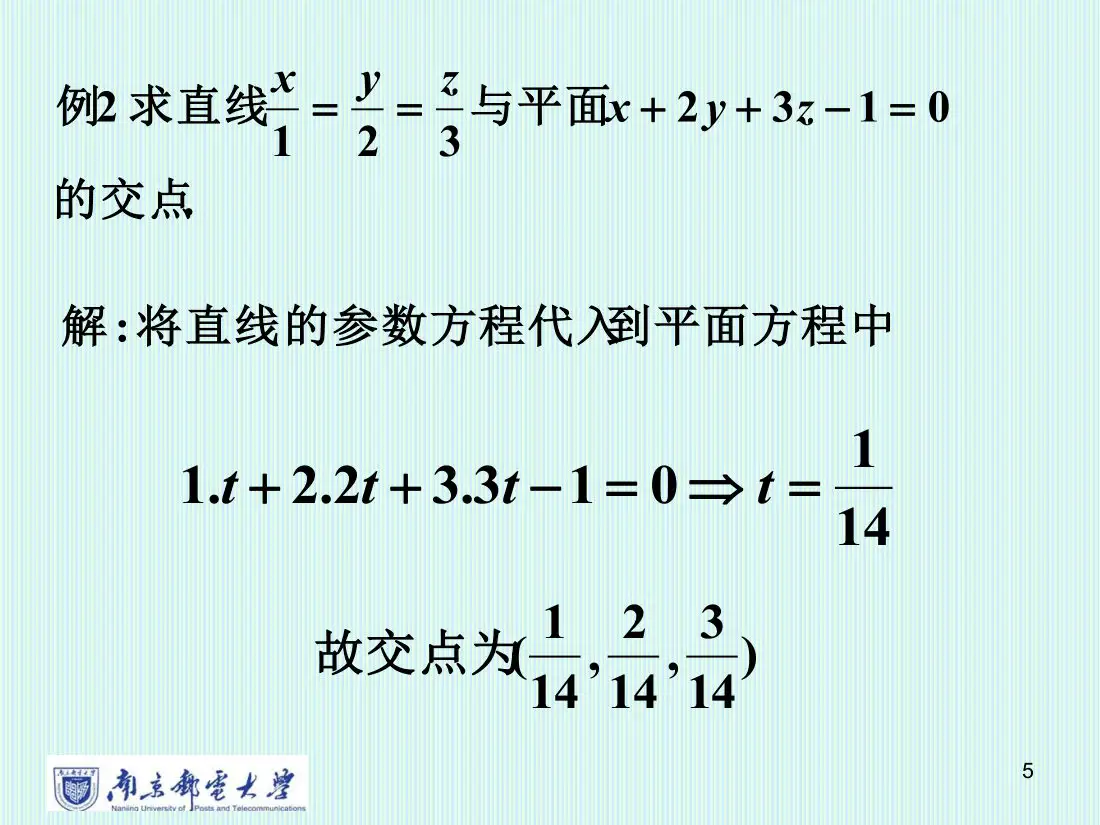 例2 求直线 x/1 = y/2 = z/3 与平面x + 2y + 3z − 1 = 0
的交点.
解:将直线的参数方程代入到平面方程中
1.t + 2.2t + 3.3t − 1 = 0 ⇒ t = 1/14
故交点为(1/14, 2/14, 3/14)
南京邮电大学
Nanjing University of Posts and Telecommunications
5